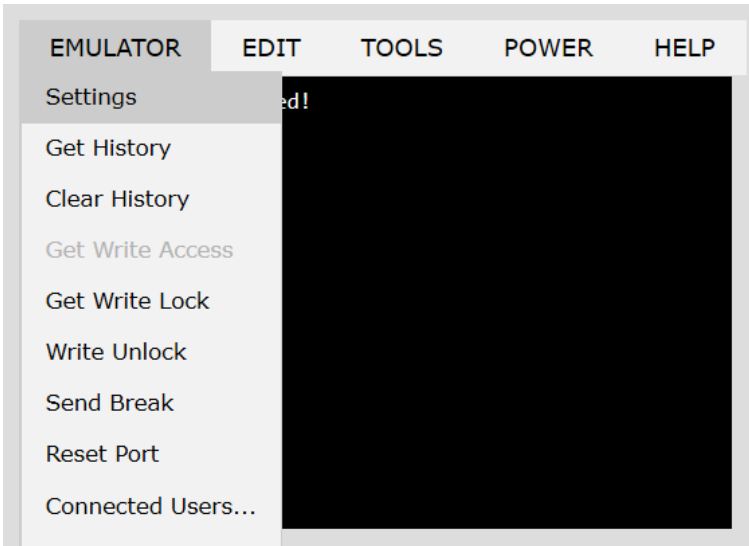 EMULATOR EDIT TOOLS POWER HELP
Settings
ed!
Get History
Clear History
Get Write Access
Get Write Lock
Write Unlock
Send Break
Reset Port
Connected Users...